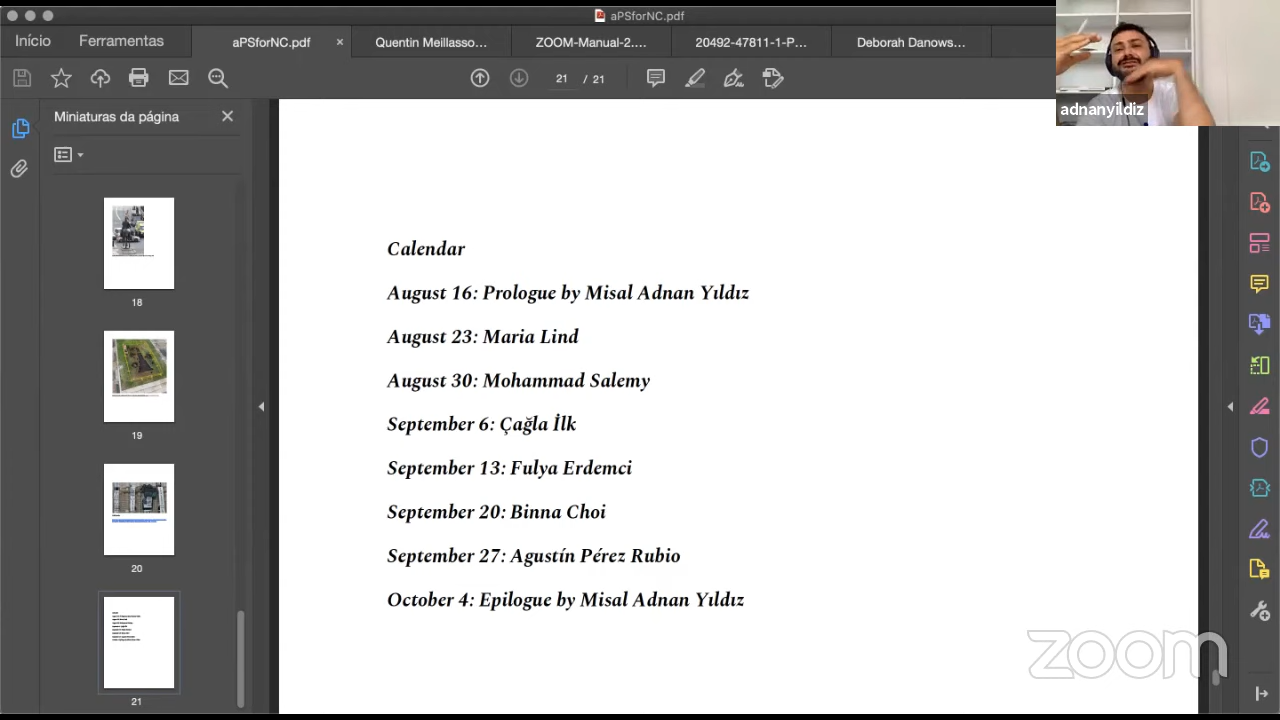 aPSforNC.pdf
Início
Ferramentas
aPSforNC.pdf
×
Quentin Meillasso...
ZOOM-Manual-2....
20492-47811-1-P...
Deborah Danows...
21 / 21
adnanyildiz
Miniaturas da página
18
19
20
21
Calendar
August 16: Prologue by Misal Adnan Yıldız
August 23: Maria Lind
August 30: Mohammad Salemy
September 6: Çağla İlk
September 13: Fulya Erdemci
September 20: Binna Choi
September 27: Agustín Pérez Rubio
October 4: Epilogue by Misal Adnan Yıldız
zoom